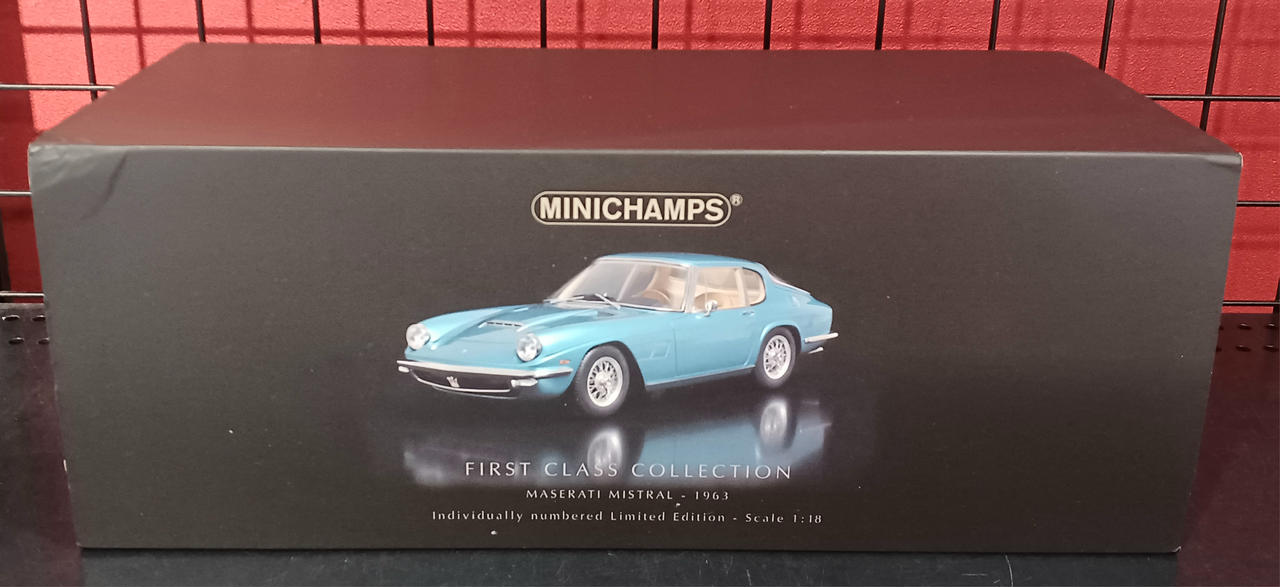 MINICHAMPS®
FIRST CLASS COLLECTION
MASERATI MISTRAL - 1963
Individually numbered Limited Edition - Scale 1:18